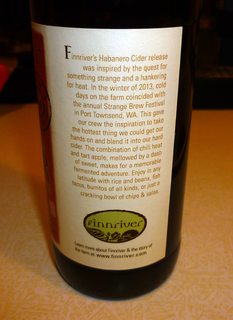 Finnriver's Habanero Cider release
was inspired by the quest for
something strange and a hankering
for heat. In the winter of 2013, cold
days on the farm coincided with
the annual Strange Brew Festival
in Port Townsend, WA. This gave
our crew the inspiration to take
the hottest thing we could get our
hands on and blend it into our hard
cider. The combination of chili heat
and tart apple, mellowed by a dash
of sweet, makes for a memorable
fermented adventure. Enjoy in any
latitude with rice and beans, fish
tacos, burritos of all kinds, or just a
cracking bowl of chips & salsa.
finnriver
Learn more about Finnriver & the story of
the farm at www.finnriver.com